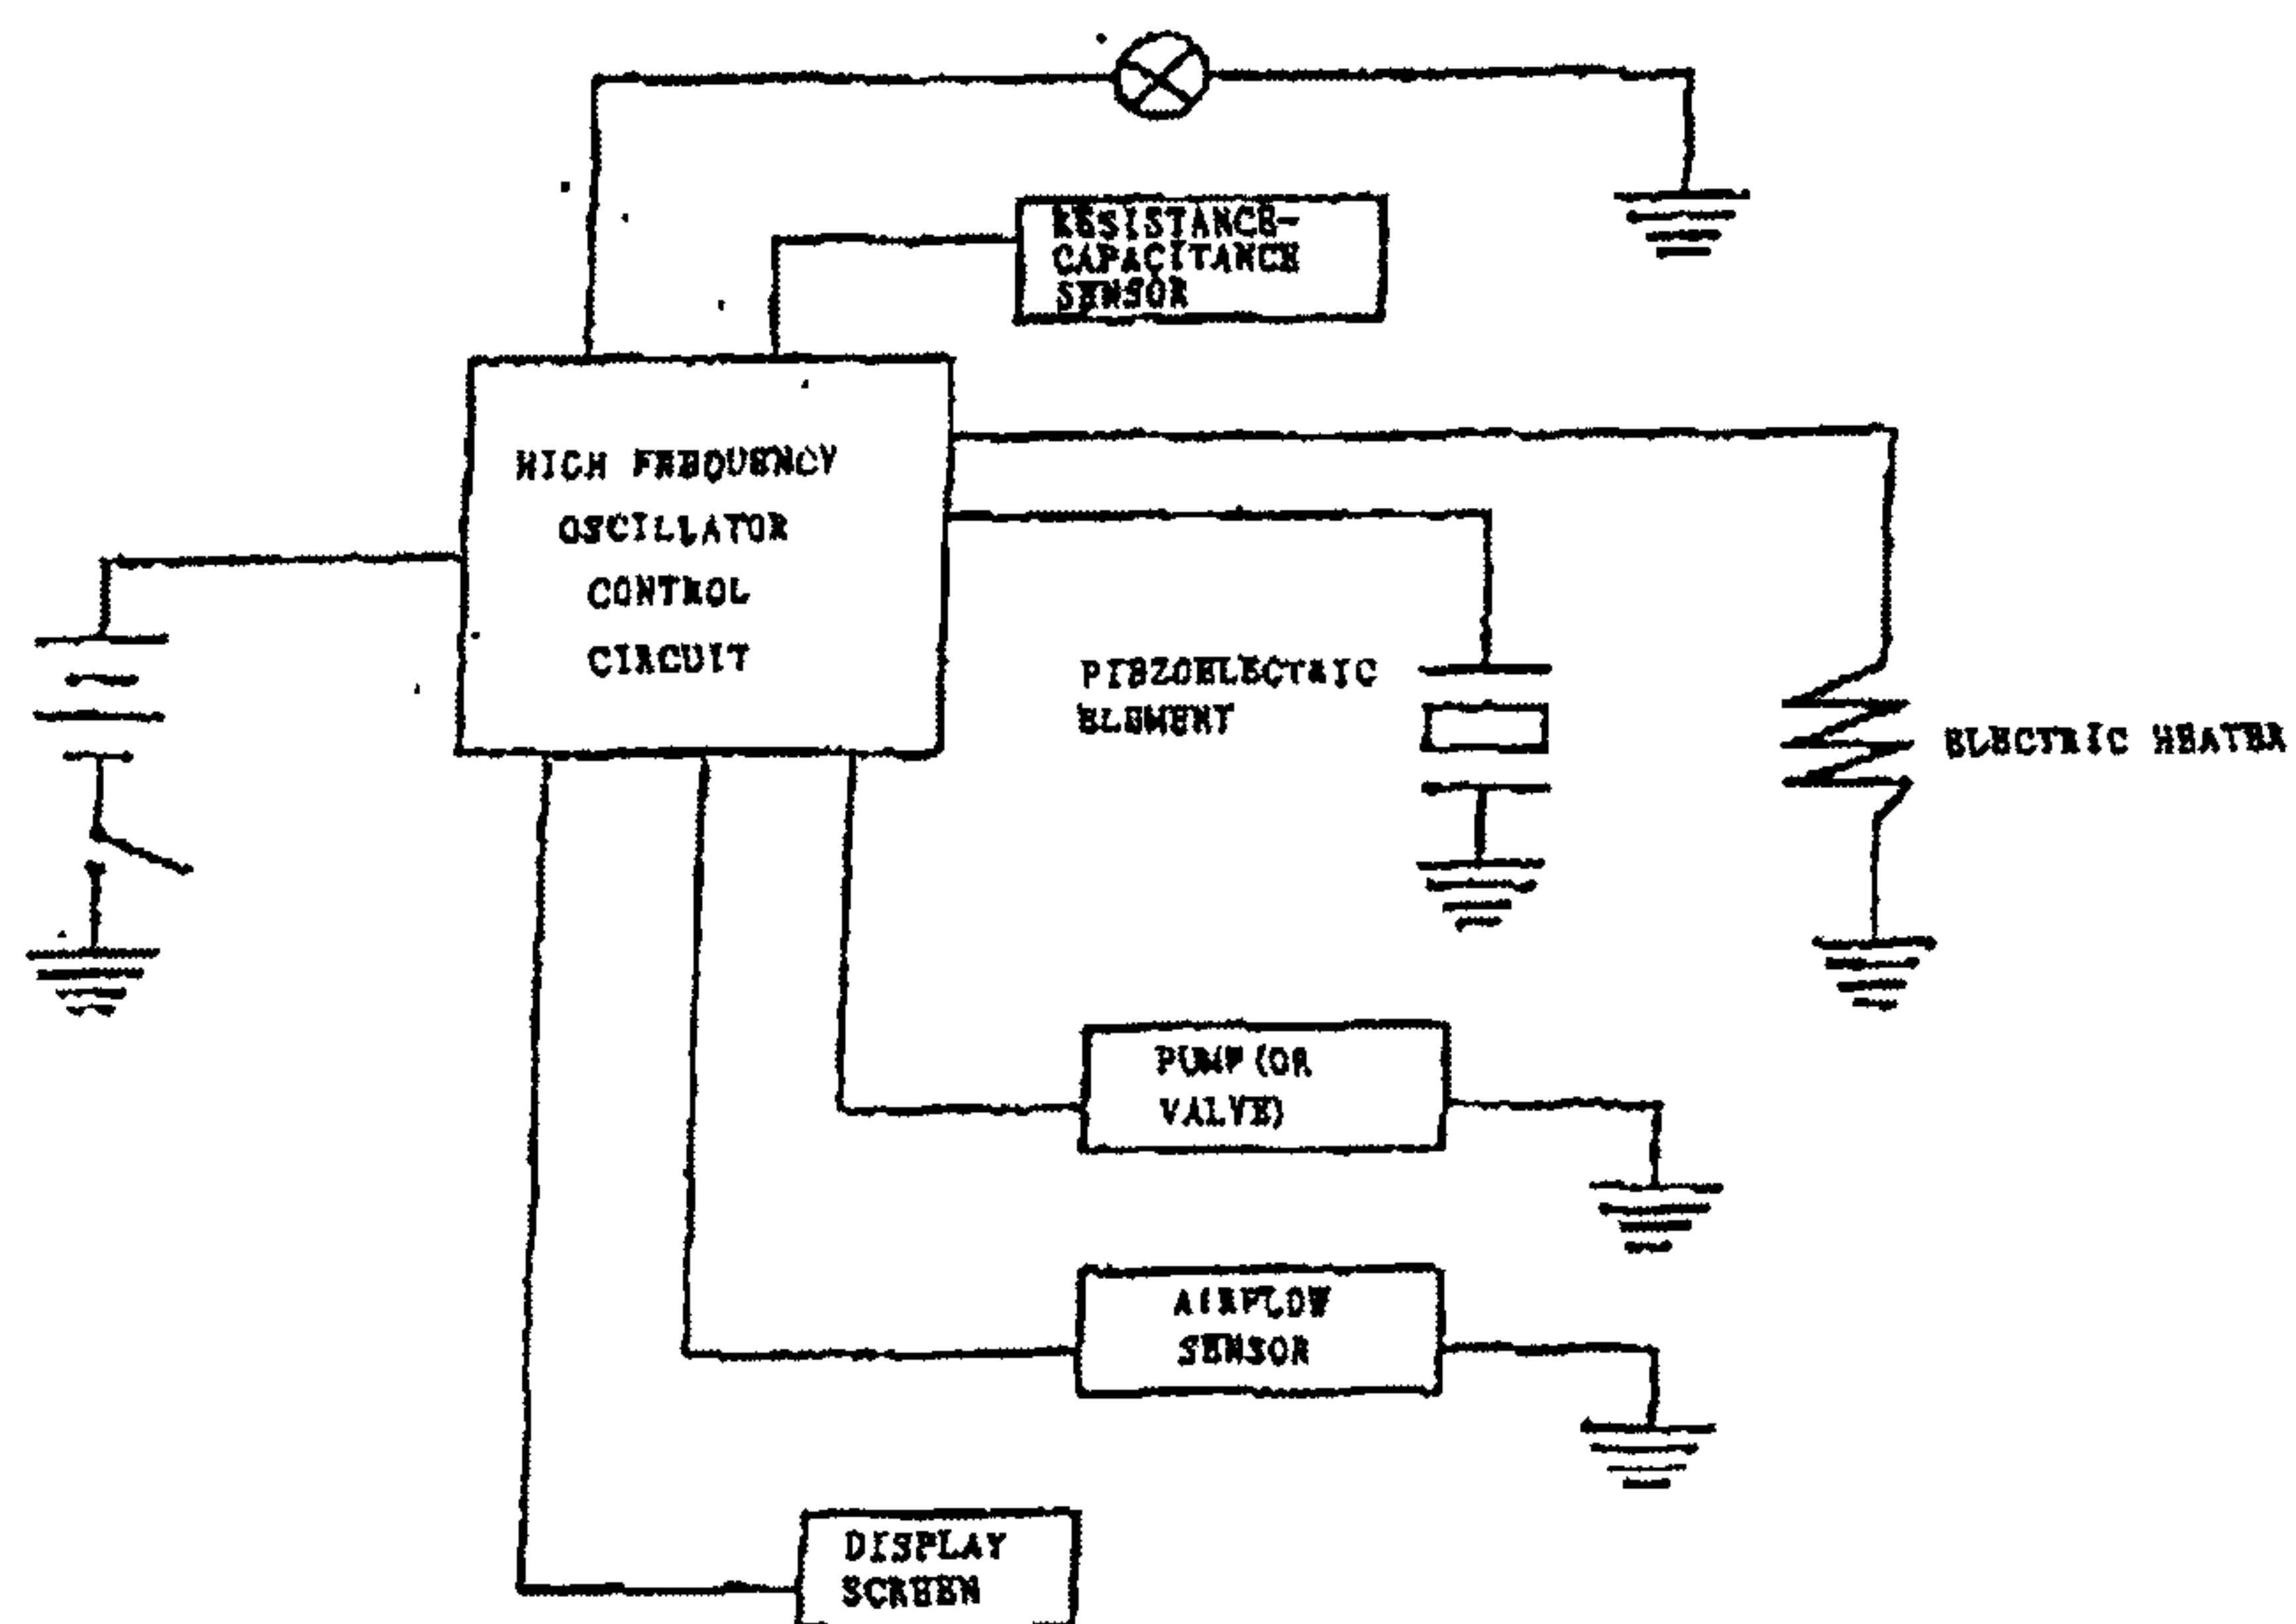 RESISTANCE-
CAPACITANCE
SENSOR
HIGH FREQUENCY
OSCILLATOR
CONTROL
CIRCUIT
PIEZOELECTRIC
ELEMENT
ELECTRIC HEATER
PUMP (OR
VALVE)
AIRFLOW
SENSOR
DISPLAY
SCREEN